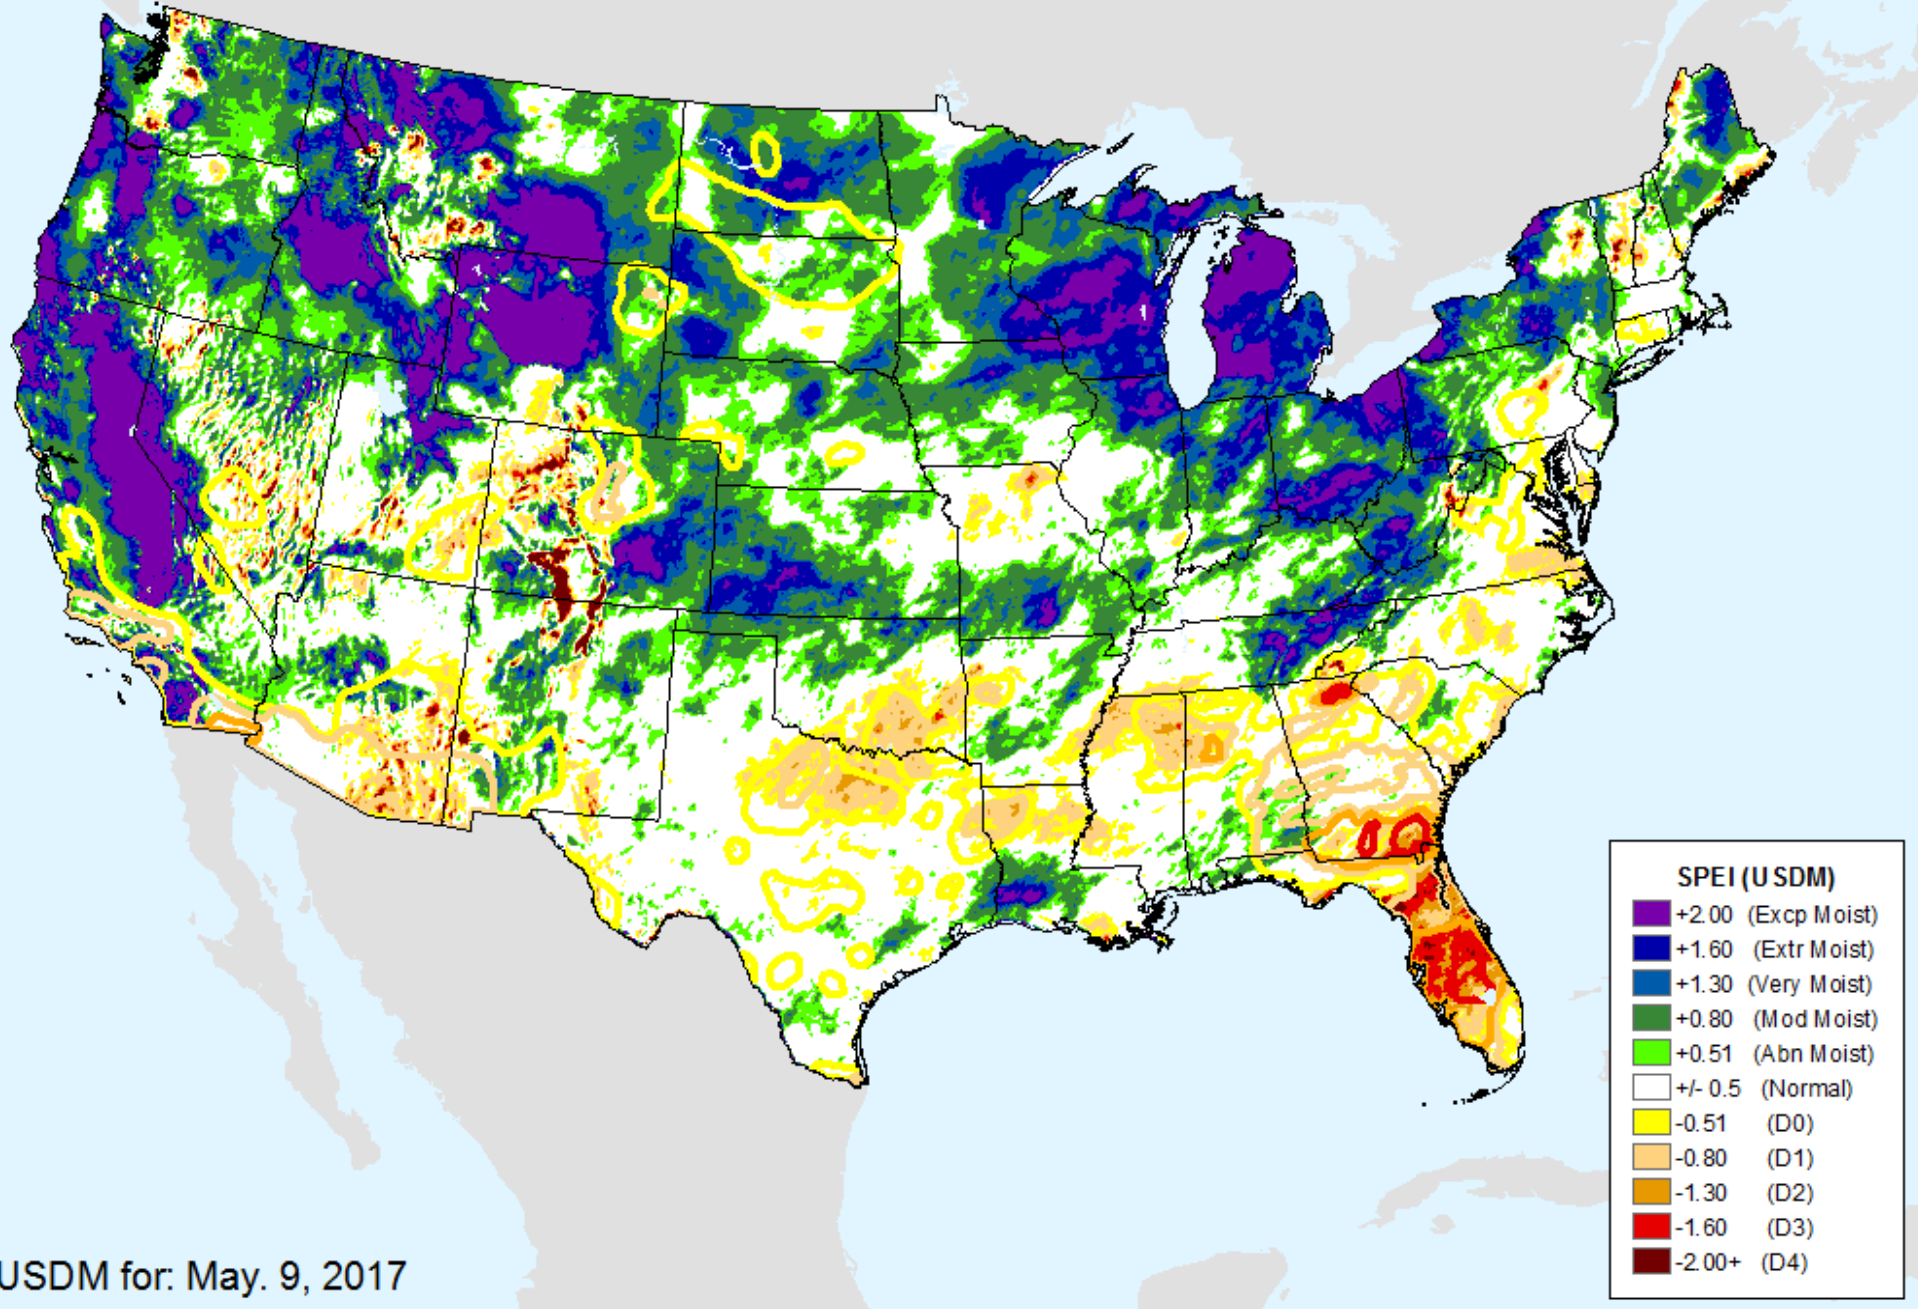 SPEI (USDM)
+2.00 (Excp Moist)
+1.60 (Extr Moist)
+1.30 (Very Moist)
+0.80 (Mod Moist)
+0.51 (Abn Moist)
+/- 0.5 (Normal)
-0.51 (D0)
-0.80 (D1)
-1.30 (D2)
-1.60 (D3)
-2.00+ (D4)
USDM for: May. 9, 2017